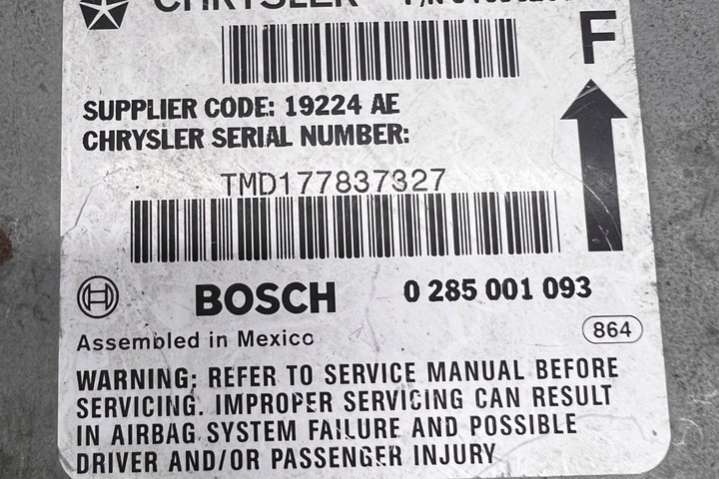 CHRYSLER
F
SUPPLIER CODE: 19224 AE
CHRYSLER SERIAL NUMBER:
TMD177837327
BOSCH 0 285 001 093
Assembled in Mexico
864
WARNING: REFER TO SERVICE MANUAL BEFORE
SERVICING. IMPROPER SERVICING CAN RESULT
IN AIRBAG SYSTEM FAILURE AND POSSIBLE
DRIVER AND/OR PASSENGER INJURY